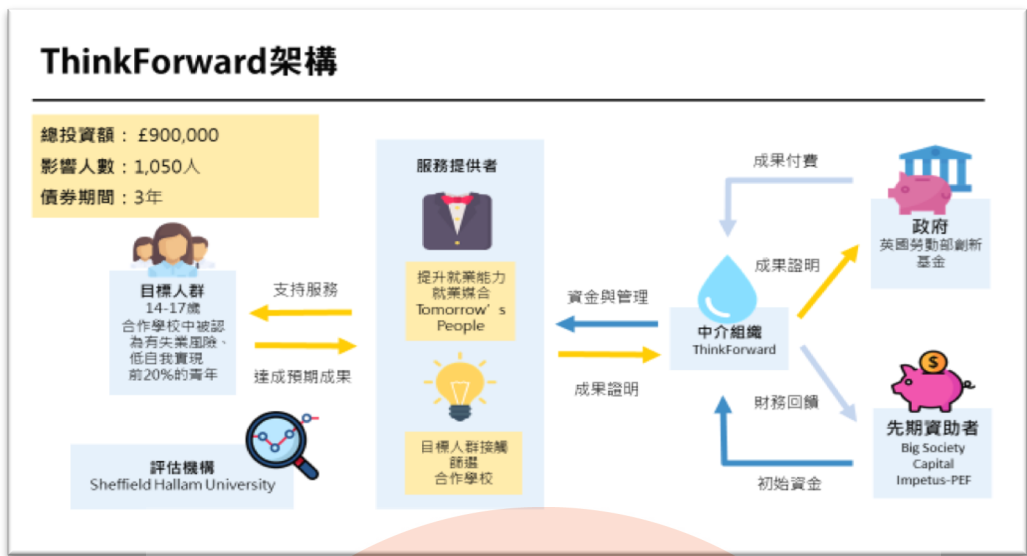 ThinkForward架構
總投資額： £900,000
影響人數：1,050人
債券期間：3年
目標人群
14-17歲
合作學校中被認
為有失業風險、
低自我實現
前20%的青年
支持服務
達成預期成果
評估機構
Sheffield Hallam University
服務提供者
提升就業能力
就業媒合
Tomorrow’s
People
目標人群接觸
篩選
合作學校
資金與管理
成果證明
中介組織
ThinkForward
成果付費
成果證明
政府
英國勞動部創新
基金
財務回饋
初始資金
先期資助者
Big Society
Capital
Impetus-PEF